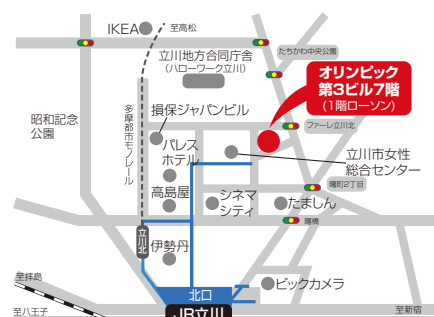 IKEA
至高松
立川地方合同庁舎
(ハローワーク立川)
たちかわ中央公園
オリンピック
第3ビル7階
(1階ローソン)
昭和記念
公園
多摩都市モノレール
損保ジャパンビル
ファーレ立川北
パレス
ホテル
立川市女性
総合センター
高島屋
シネマ
シティ
曙町2丁目
たましん
曙橋
立川北
伊勢丹
至拝島
ビックカメラ
北口
至八王子
JR立川
至新宿